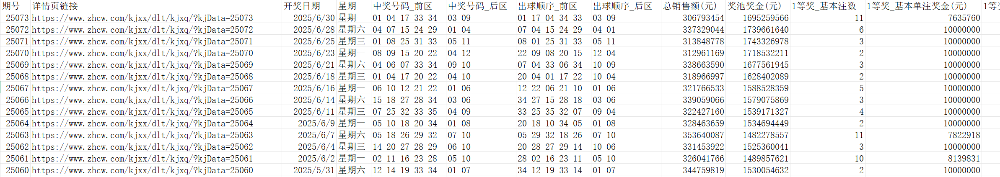 期号 详情页链接 开奖日期 星期 中奖号码_前区 中奖号码_后区 出球顺序_前区 出球顺序_后区 总销售额(元) 奖池奖金(元) 1等奖_基本注数 1等奖_基本单注奖金(元) 1等
25073 https://www.zhcw.com/kjxx/dlt/kjxq/?kjData=25073 2025/6/30 星期一 01 04 17 33 34 03 09 01 17 04 34 33 03 09 306793454 1695259566 11 7635760
25072 https://www.zhcw.com/kjxx/dlt/kjxq/?kjData=25072 2025/6/28 星期六 04 07 15 24 29 01 04 07 04 15 24 29 04 01 337329044 1739661640 6 10000000
25071 https://www.zhcw.com/kjxx/dlt/kjxq/?kjData=25071 2025/6/25 星期三 01 08 25 31 33 05 11 08 01 25 31 33 05 11 313848778 1743326978 3 10000000
25070 https://www.zhcw.com/kjxx/dlt/kjxq/?kjData=25070 2025/6/23 星期一 08 09 15 20 22 04 12 22 09 08 20 15 12 04 312961169 1718532211 2 10000000
25069 https://www.zhcw.com/kjxx/dlt/kjxq/?kjData=25069 2025/6/21 星期六 04 06 07 33 34 09 10 07 04 33 06 34 10 09 338663590 1677561945 3 10000000
25068 https://www.zhcw.com/kjxx/dlt/kjxq/?kjData=25068 2025/6/18 星期三 01 04 17 20 22 04 10 20 04 01 17 22 10 04 318966997 1628402089 2 10000000
25067 https://www.zhcw.com/kjxx/dlt/kjxq/?kjData=25067 2025/6/16 星期一 06 10 12 21 22 01 06 12 22 06 21 10 01 06 321766533 1588528359 5 10000000
25066 https://www.zhcw.com/kjxx/dlt/kjxq/?kjData=25066 2025/6/14 星期六 15 18 27 28 34 03 06 34 27 15 28 18 03 06 339059066 1579075869 3 10000000
25065 https://www.zhcw.com/kjxx/dlt/kjxq/?kjData=25065 2025/6/11 星期三 07 25 32 33 35 04 09 33 25 35 32 07 09 04 322427160 1539171327 4 10000000
25064 https://www.zhcw.com/kjxx/dlt/kjxq/?kjData=25064 2025/6/9 星期一 05 10 18 20 34 01 08 20 18 10 34 05 01 08 328463659 1534694449 2 10000000
25063 https://www.zhcw.com/kjxx/dlt/kjxq/?kjData=25063 2025/6/7 星期六 05 18 26 29 32 07 10 05 29 32 18 26 07 10 353640087 1482278557 11 7822918
25062 https://www.zhcw.com/kjxx/dlt/kjxq/?kjData=25062 2025/6/4 星期三 14 20 27 28 29 06 10 20 28 27 29 14 10 06 331453922 1525360041 3 10000000
25061 https://www.zhcw.com/kjxx/dlt/kjxq/?kjData=25061 2025/6/2 星期一 02 11 16 23 28 05 10 28 02 16 23 11 05 10 326041766 1489857621 10 8139831
25060 https://www.zhcw.com/kjxx/dlt/kjxq/?kjData=25060 2025/5/31 星期六 12 14 19 33 34 01 07 34 12 19 33 14 01 07 344759819 1530054632 2 10000000